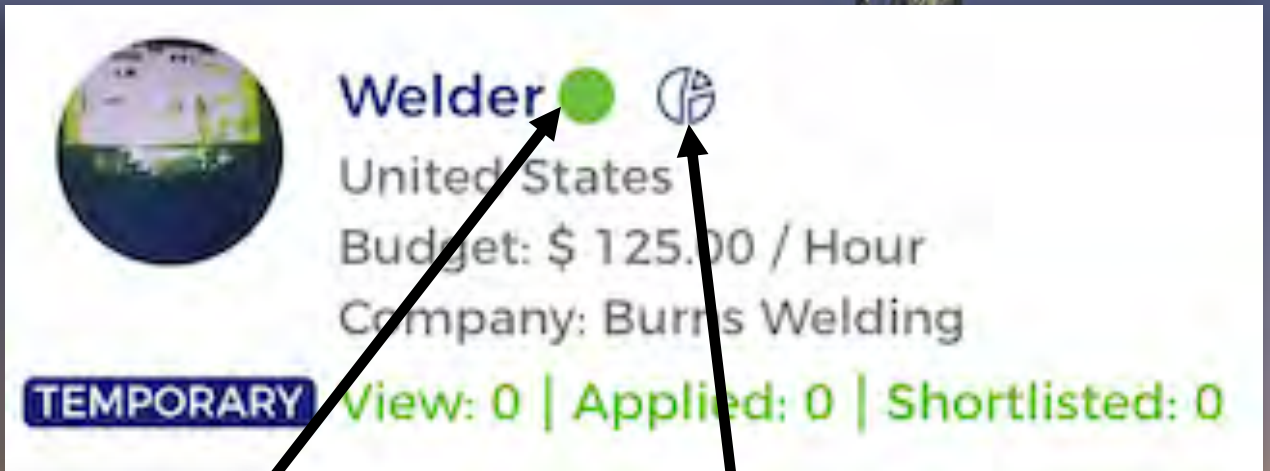 Welder
United States
Budget: $ 125.00 / Hour
Company: Burns Welding
TEMPORARY View: 0 | Applied: 0 | Shortlisted: 0